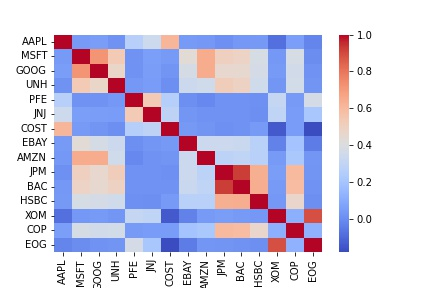 AAPL
MSFT
GOOG
UNH
PFE
JNJ
COST
EBAY
AMZN
JPM
BAC
HSBC
XOM
COP
EOG
AAPL MSFT GOOG UNH PFE JNJ COST EBAY AMZN JPM BAC HSBC XOM COP EOG
1.0
0.8
0.6
0.4
0.2
0.0